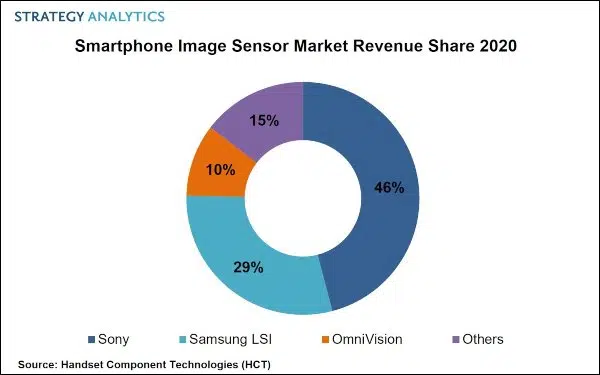 STRATEGY ANALYTICS
Smartphone Image Sensor Market Revenue Share 2020
15%
10%
46%
29%
Sony Samsung LSI OmniVision Others
Source: Handset Component Technologies (HCT)